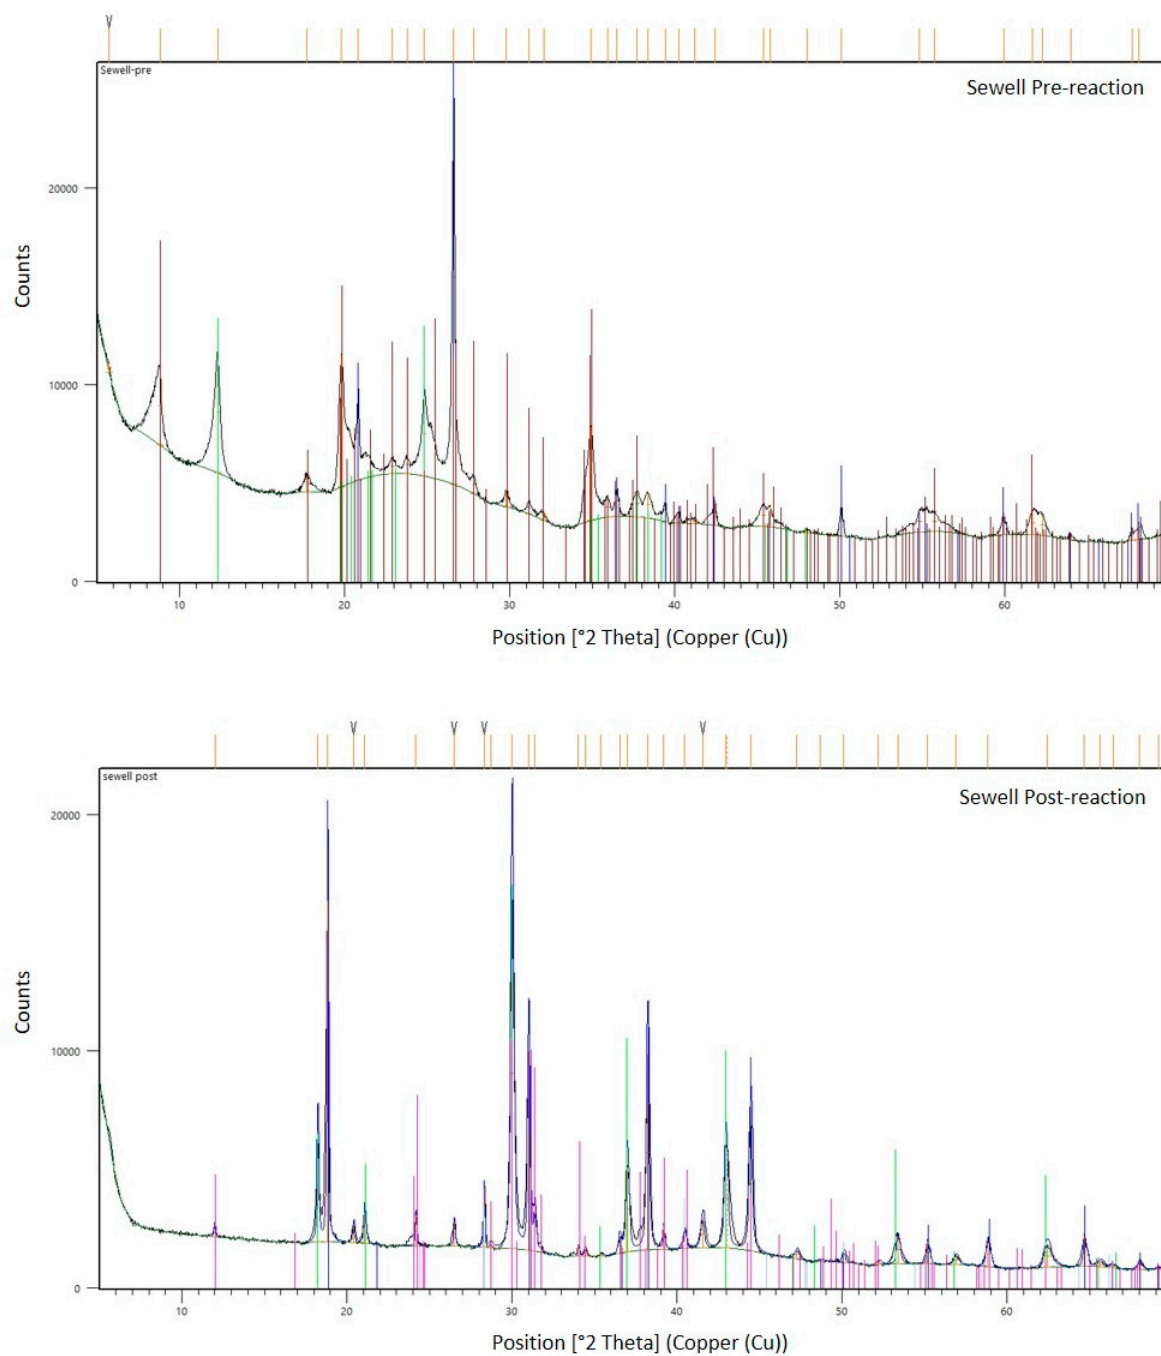 Sewell-pre
Sewell Pre-reaction
20000
10000
0
Counts
10 20 30 40 50 60
Position [°2 Theta] (Copper (Cu))
sewell post
Sewell Post-reaction
20000
10000
0
Counts
10 20 30 40 50 60
Position [°2 Theta] (Copper (Cu))